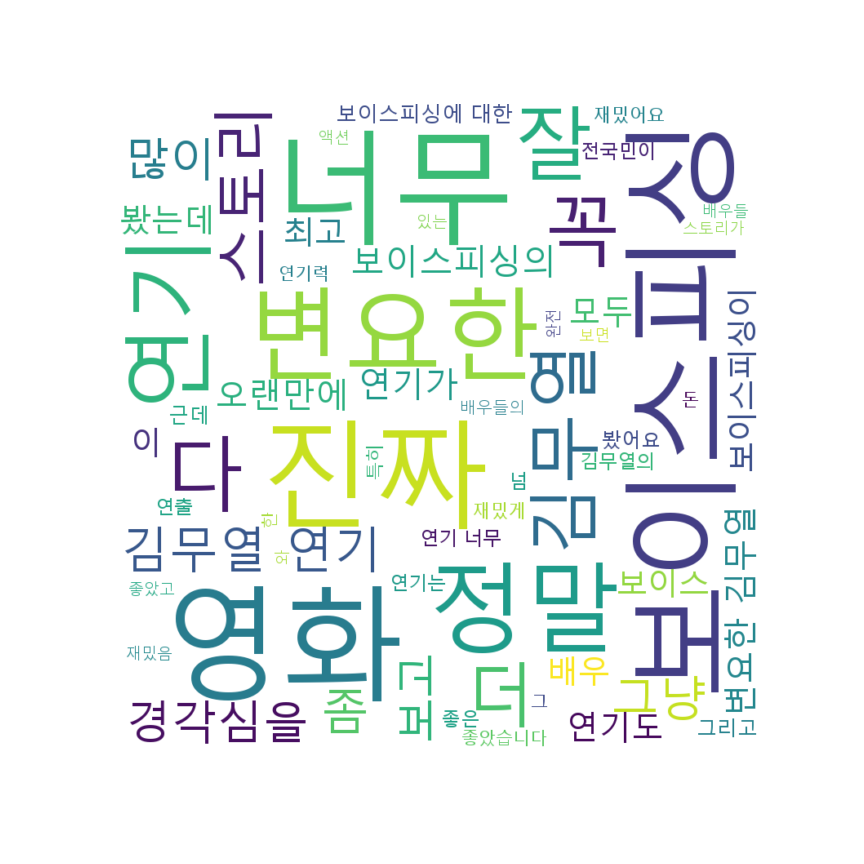 보이스피싱에 대한
재밌어요
액션
너무
잘
많이
스토리
전국민이
보이스피싱
꼭
봤는데
최고
있는
배우들
스토리가
연기
연기력
보이스피싱의
변요한
모두
완전
보면
보이스피싱이
오랜만에
연기가
김무열
배우들의
돈
근데
이
다
진짜
특히
봤어요
김무열의
넘
연출
한
재밌게
김무열 연기
와
연기 너무
변요한 김무열
좋았고
영화
연기는
정말
보이스
재밌음
경각심을
좀
보고
더
배우
그냥
좋은
그
좋았습니다
연기도
그리고